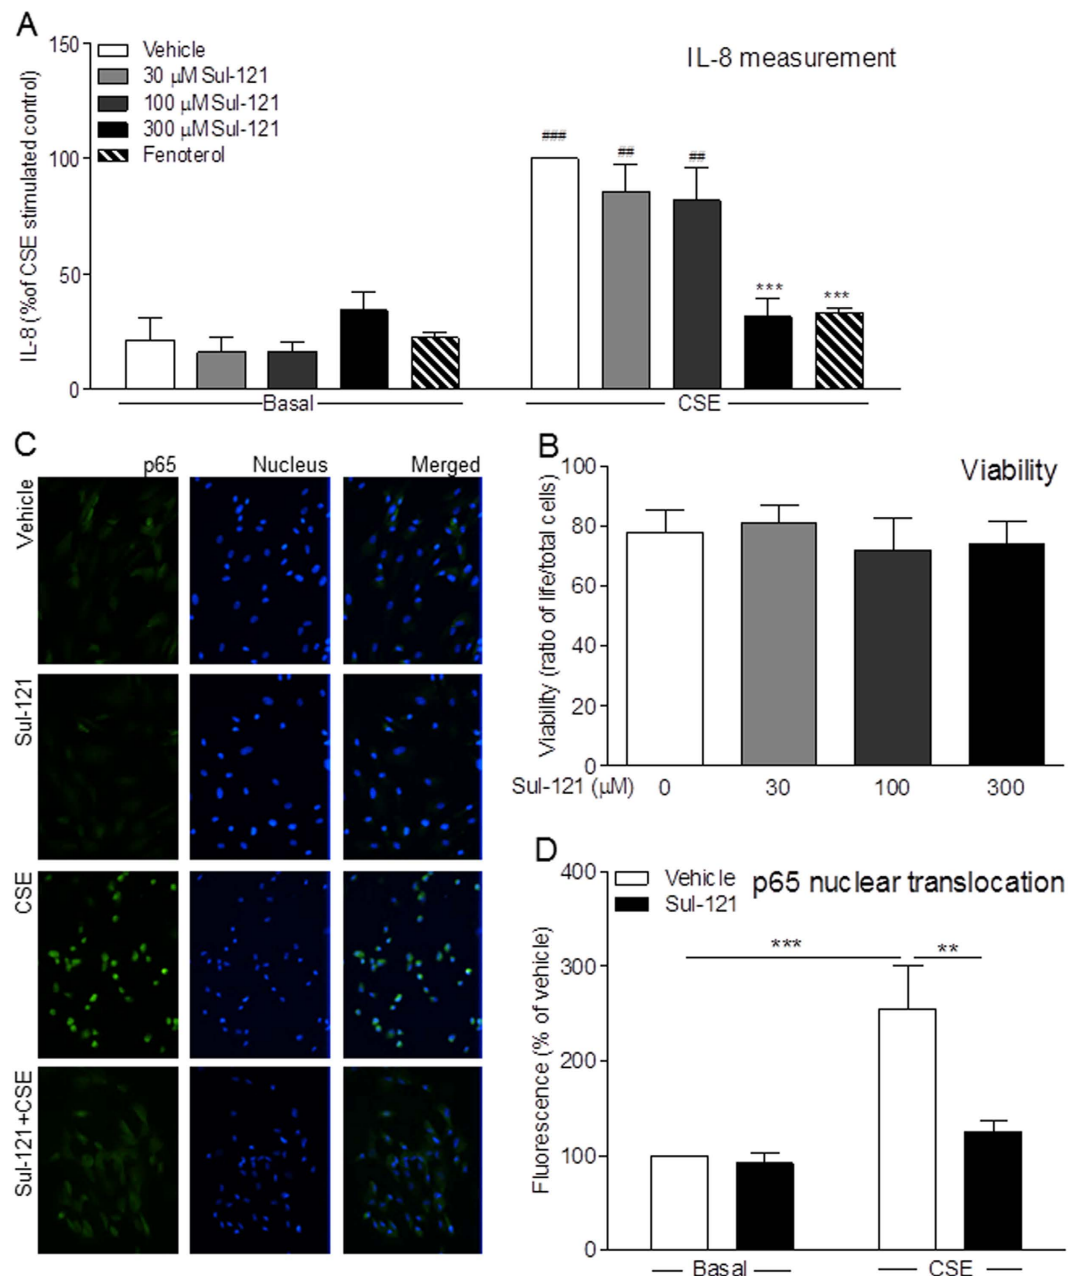 A
IL-8 measurement
IL-8 (%of CSE stimulated control)
150
100
50
0
Vehicle
30 μM Sul-121
100 μM Sul-121
300 μM Sul-121
Fenoterol
###
##
##
***
***
Basal
CSE
C
p65
Nucleus
Merged
Vehicle
Sul-121
CSE
Sul-121+CSE
B
Viability
Viability (ratio of life/total cells)
100
80
60
40
20
0
Sul-121 (μM)
0
30
100
300
D
p65 nuclear translocation
Vehicle
Sul-121
Fluorescence (% of vehicle)
400
300
200
100
0
***
**
Basal
CSE